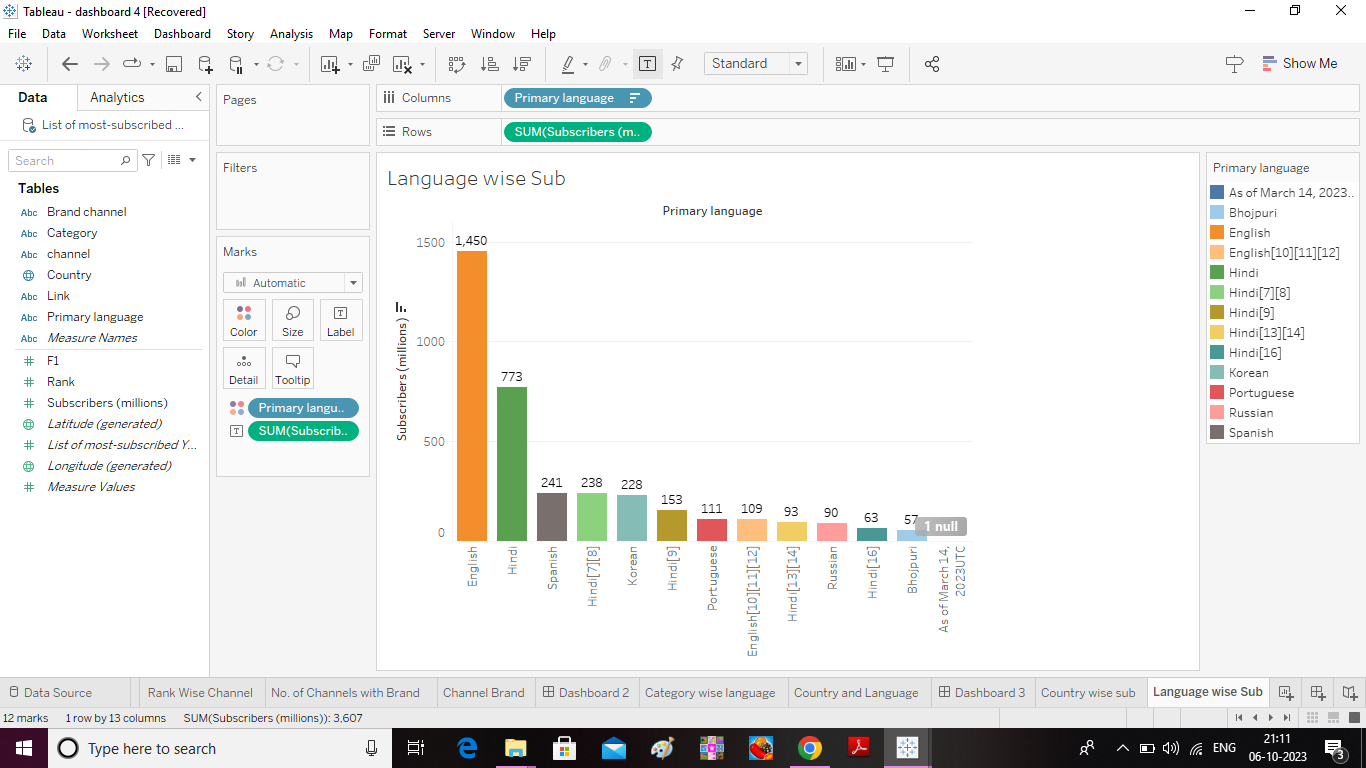 Tableau - dashboard 4 [Recovered]
File Data Worksheet Dashboard Story Analysis Map Format Server Window Help
Standard
Show Me
Data Analytics
List of most-subscribed ...
Search
Tables
Abc Brand channel
Abc Category
Abc channel
Country
Abc Link
Abc Primary language
Abc Measure Names
F1
Rank
Subscribers (millions)
Latitude (generated)
List of most-subscribed Y...
Longitude (generated)
Measure Values
Pages
Filters
Marks
Automatic
Color Size Label
Detail Tooltip
Primary langu..
SUM(Subscrib..
Columns Primary language
Rows SUM(Subscribers (m..
Language wise Sub
Primary language
Subscribers (millions)
1500
1000
500
0
1,450
773
241
238
228
153
111
109
93
90
63
57
1 null
English
Hindi
Spanish
Hindi[7][8]
Korean
Hindi[9]
Portuguese
English[10][11][12]
Hindi[13][14]
Russian
Hindi[16]
Bhojpuri
As of March 14,
2023UTC
Primary language
As of March 14, 2023..
Bhojpuri
English
English[10][11][12]
Hindi
Hindi[7][8]
Hindi[9]
Hindi[13][14]
Hindi[16]
Korean
Portuguese
Russian
Spanish
Data Source Rank Wise Channel No. of Channels with Brand Channel Brand Dashboard 2 Category wise language Country and Language Dashboard 3 Country wise sub Language wise Sub
12 marks 1 row by 13 columns SUM(Subscribers (millions)): 3,607
Type here to search
ENG
21:11
06-10-2023
3